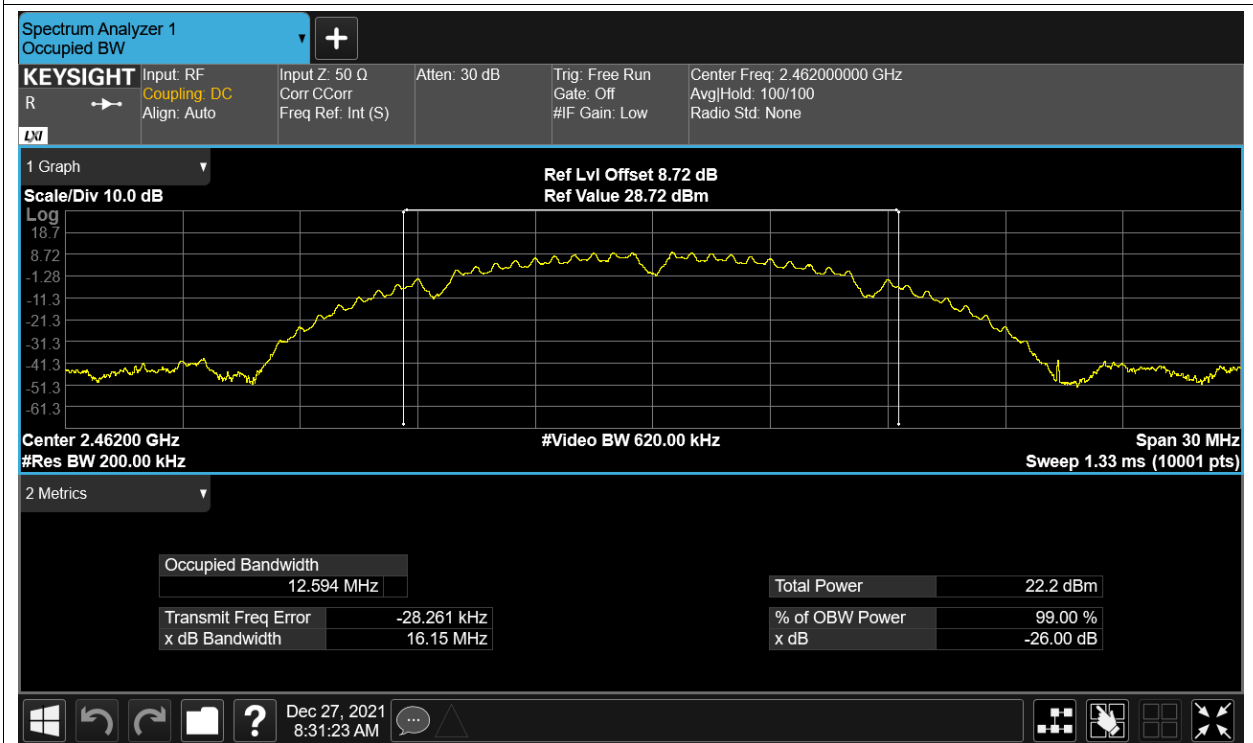 Spectrum Analyzer 1
Occupied BW
+
KEYSIGHT
R
LXI
Input: RF
Coupling: DC
Align: Auto
Input Z: 50 Ω
Corr CCorr
Freq Ref: Int (S)
Atten: 30 dB
Trig: Free Run
Gate: Off
#IF Gain: Low
Center Freq: 2.462000000 GHz
Avg|Hold: 100/100
Radio Std: None
1 Graph
Scale/Div 10.0 dB
Ref Lvl Offset 8.72 dB
Ref Value 28.72 dBm
Log
18.7
8.72
-1.28
-11.3
-21.3
-31.3
-41.3
-51.3
-61.3
Center 2.46200 GHz
#Res BW 200.00 kHz
#Video BW 620.00 kHz
Span 30 MHz
Sweep 1.33 ms (10001 pts)
2 Metrics
Occupied Bandwidth
12.594 MHz
Transmit Freq Error -28.261 kHz
x dB Bandwidth 16.15 MHz
Total Power 22.2 dBm
% of OBW Power 99.00 %
x dB -26.00 dB
?
Dec 27, 2021
8:31:23 AM